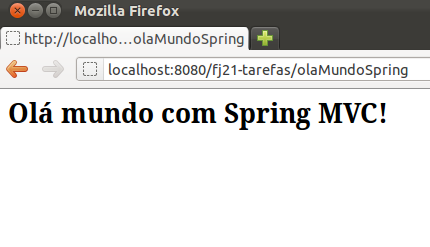 Mozilla Firefox
http://localho...olaMundoSpring
localhost:8080/fj21-tarefas/olaMundoSpring
Olá mundo com Spring MVC!